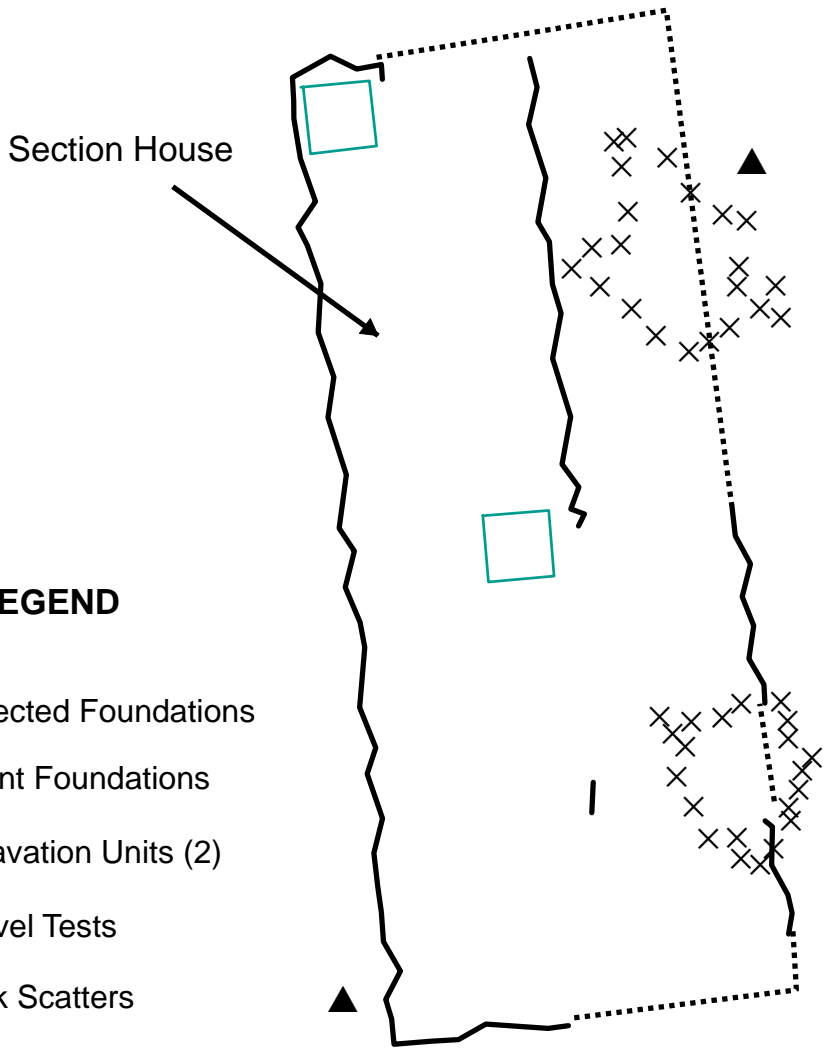 Section House
EGEND
ected Foundations
nt Foundations
avation Units (2)
vel Tests
k Scatters